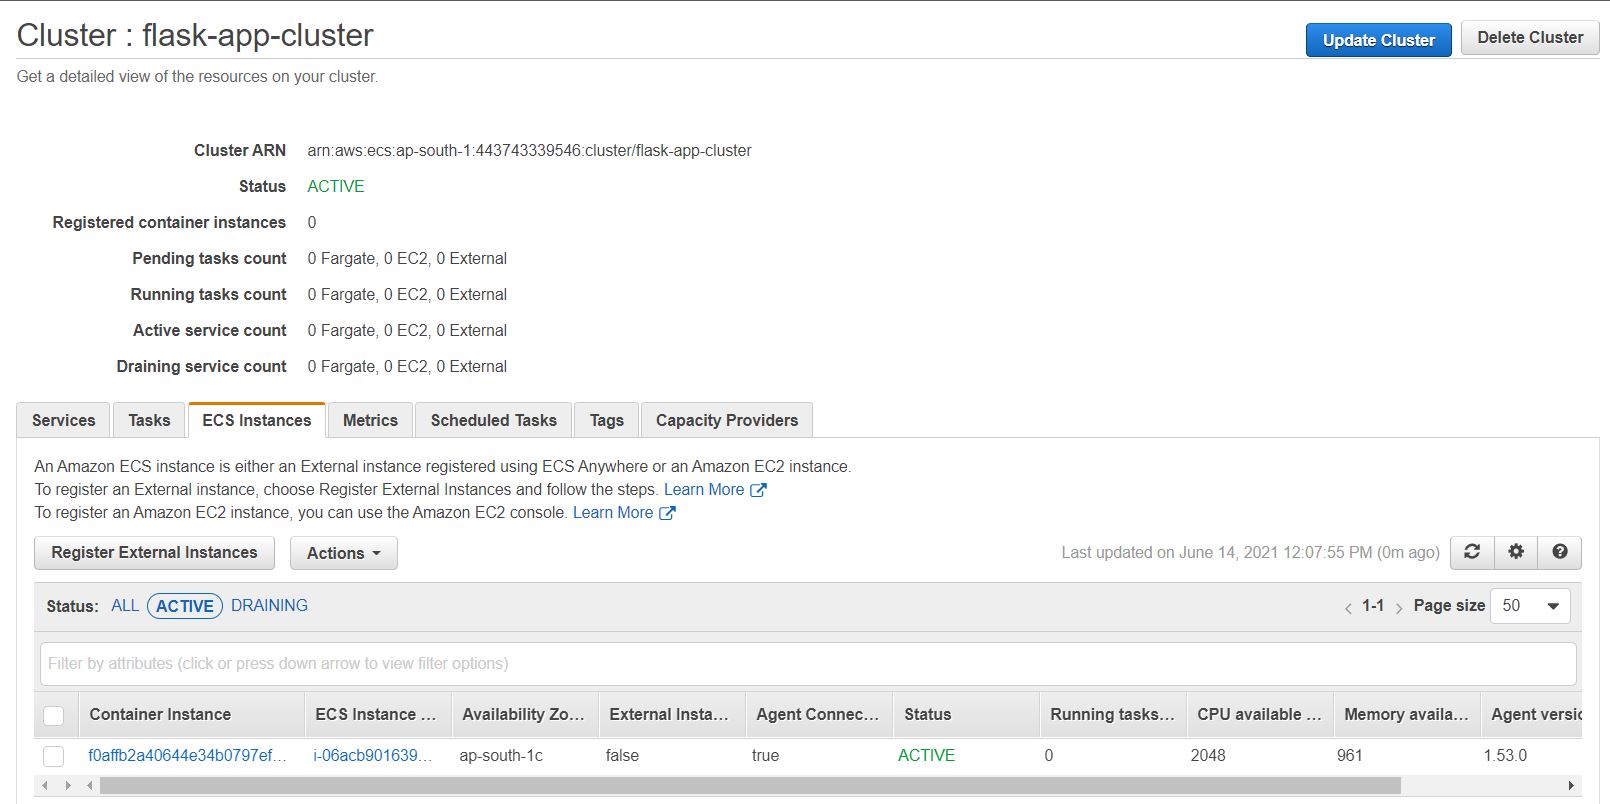 Cluster : flask-app-cluster
Update Cluster Delete Cluster
Get a detailed view of the resources on your cluster.
Cluster ARN arn:aws:ecs:ap-south-1:443743339546:cluster/flask-app-cluster
Status ACTIVE
Registered container instances 0
Pending tasks count 0 Fargate, 0 EC2, 0 External
Running tasks count 0 Fargate, 0 EC2, 0 External
Active service count 0 Fargate, 0 EC2, 0 External
Draining service count 0 Fargate, 0 EC2, 0 External
Services Tasks ECS Instances Metrics Scheduled Tasks Tags Capacity Providers
An Amazon ECS instance is either an External instance registered using ECS Anywhere or an Amazon EC2 instance.
To register an External instance, choose Register External Instances and follow the steps. Learn More
To register an Amazon EC2 instance, you can use the Amazon EC2 console. Learn More
Register External Instances Actions Last updated on June 14, 2021 12:07:55 PM (0m ago)
Status: ALL ACTIVE DRAINING < 1-1 > Page size 50
Filter by attributes (click or press down arrow to view filter options)
Container Instance ECS Instance ... Availability Zo... External Insta... Agent Connec... Status Running tasks... CPU available ... Memory availa... Agent versio
f0affb2a40644e34b0797ef... i-06acb901639... ap-south-1c false true ACTIVE 0 2048 961 1.53.0